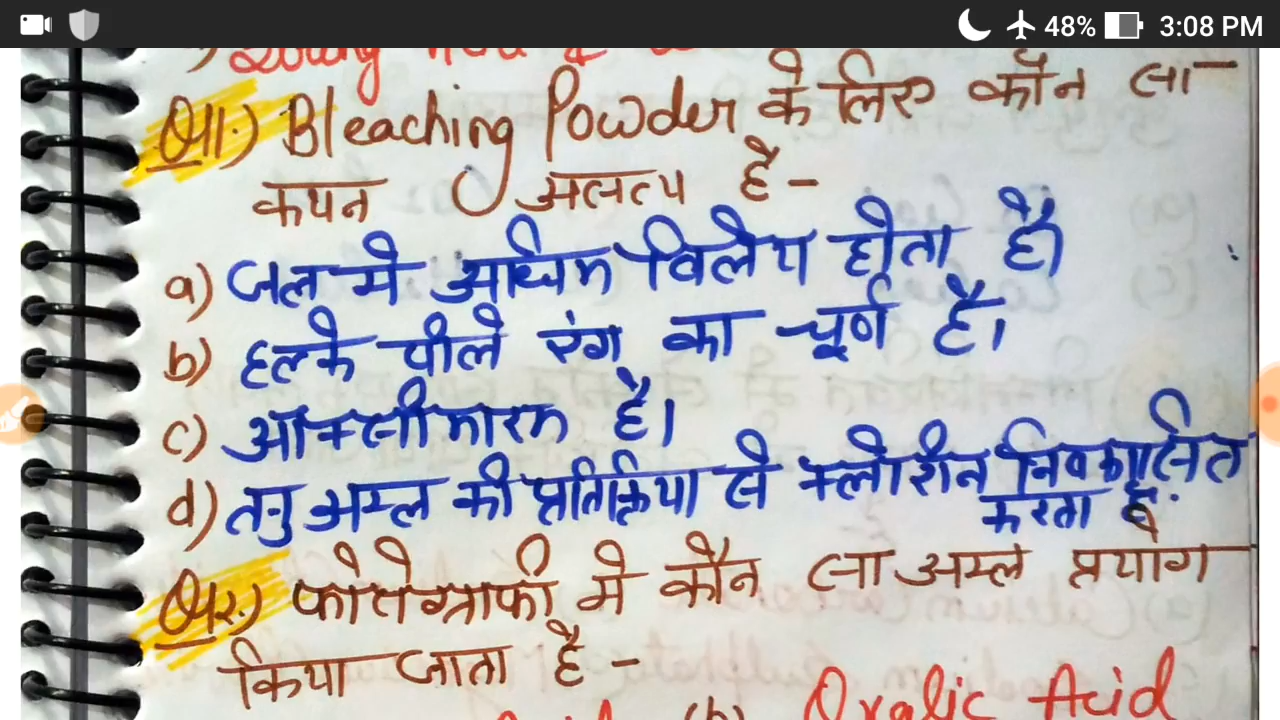 48% 3:08 PM
Q11.) Bleaching Powder के लिए कौन सा
कथन असत्य है -
a) जल मे अधिक विलेय होता है।
b) हल्के पीले रंग का चूर्ण है।
c) आक्सीकारक है।
d) तनु अम्ल की प्रतिक्रिया से क्लोरीन निष्कासित
करता है.
Q12.) फोटोग्राफी मे कौन सा अम्ल प्रयोग
किया जाता है -
(b) Oxalic Acid